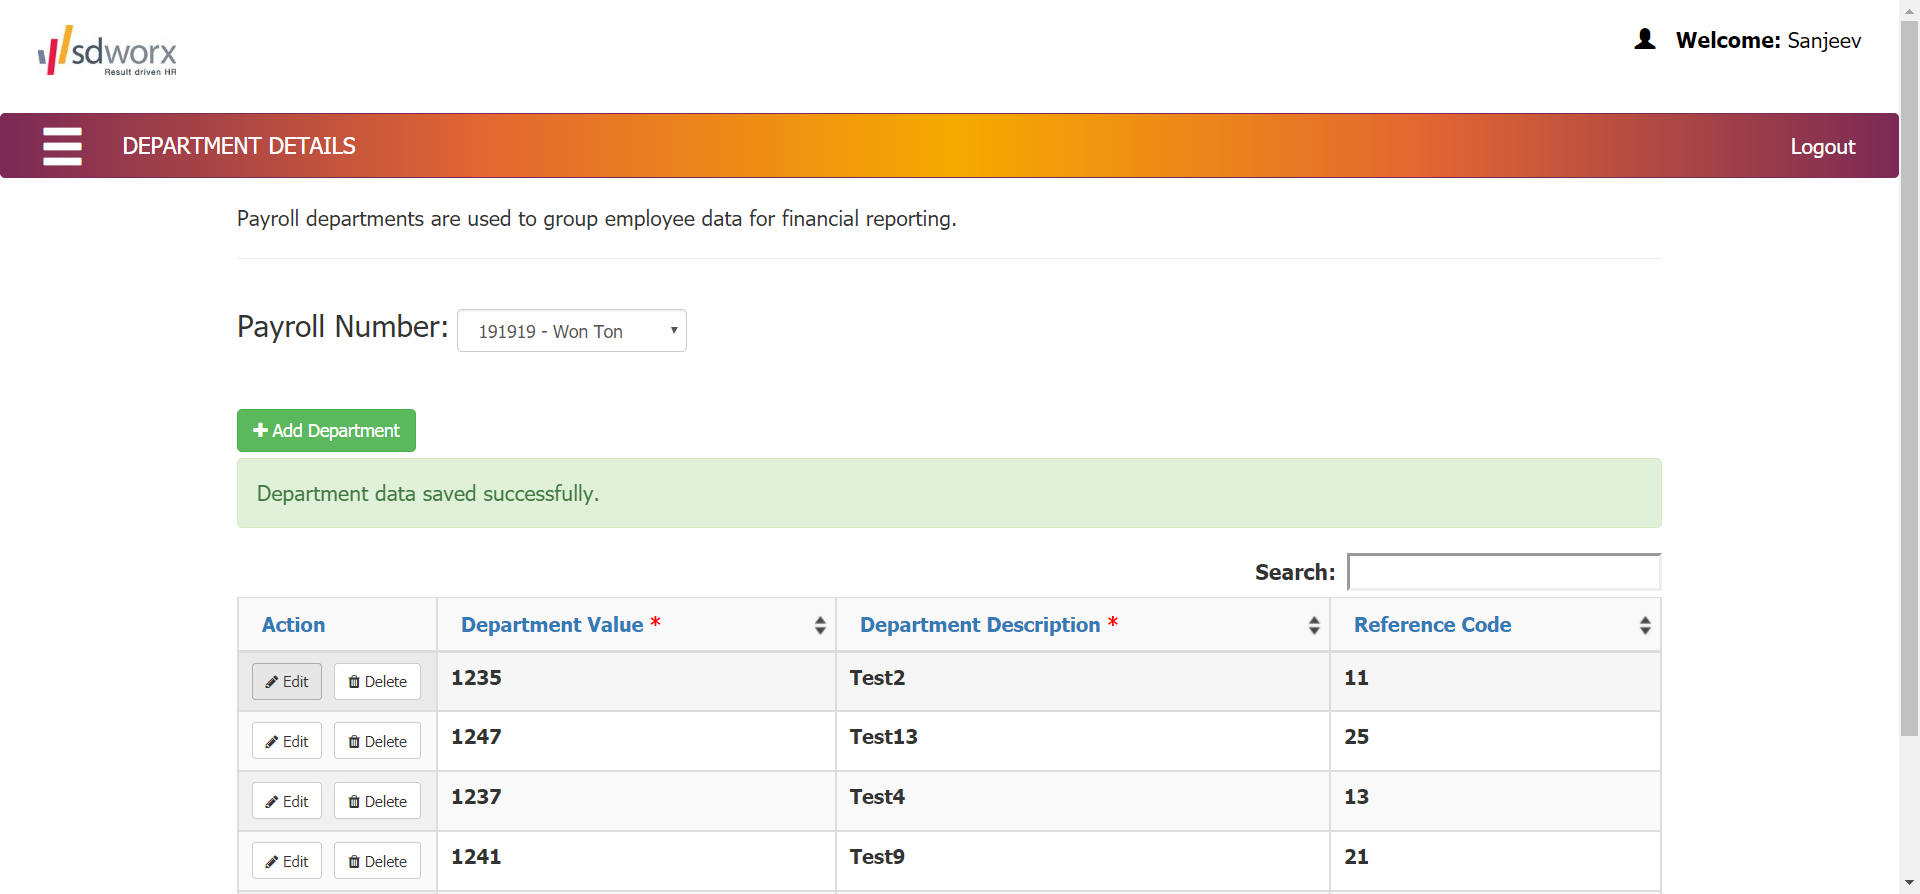 sdworx
Result driven HR
Welcome: Sanjeev
DEPARTMENT DETAILS
Logout
Payroll departments are used to group employee data for financial reporting.
Payroll Number: 191919 - Won Ton
Add Department
Department data saved successfully.
Search:
Action Department Value * Department Description * Reference Code
Edit Delete 1235 Test2 11
Edit Delete 1247 Test13 25
Edit Delete 1237 Test4 13
Edit Delete 1241 Test9 21